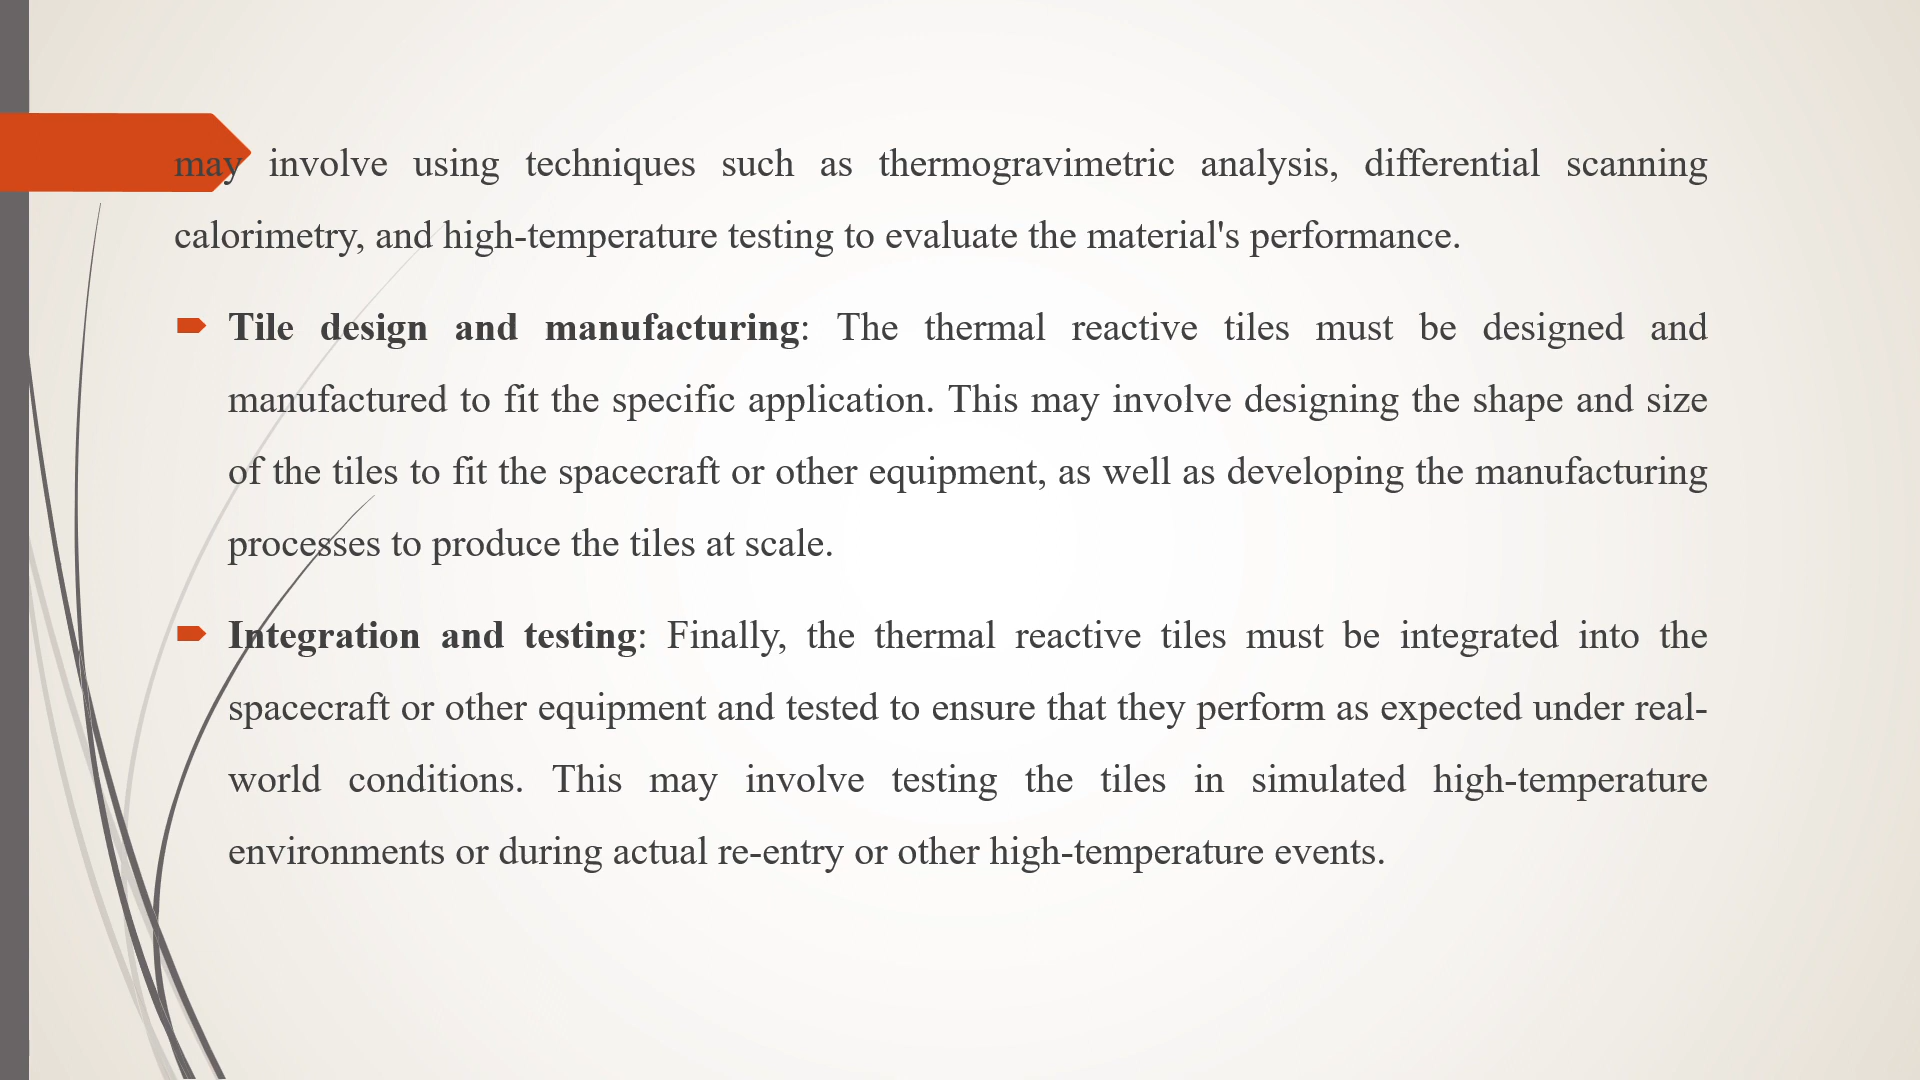 may involve using techniques such as thermogravimetric analysis, differential scanning
calorimetry, and high-temperature testing to evaluate the material's performance.
Tile design and manufacturing: The thermal reactive tiles must be designed and
manufactured to fit the specific application. This may involve designing the shape and size
of the tiles to fit the spacecraft or other equipment, as well as developing the manufacturing
processes to produce the tiles at scale.
Integration and testing: Finally, the thermal reactive tiles must be integrated into the
spacecraft or other equipment and tested to ensure that they perform as expected under real-
world conditions. This may involve testing the tiles in simulated high-temperature
environments or during actual re-entry or other high-temperature events.